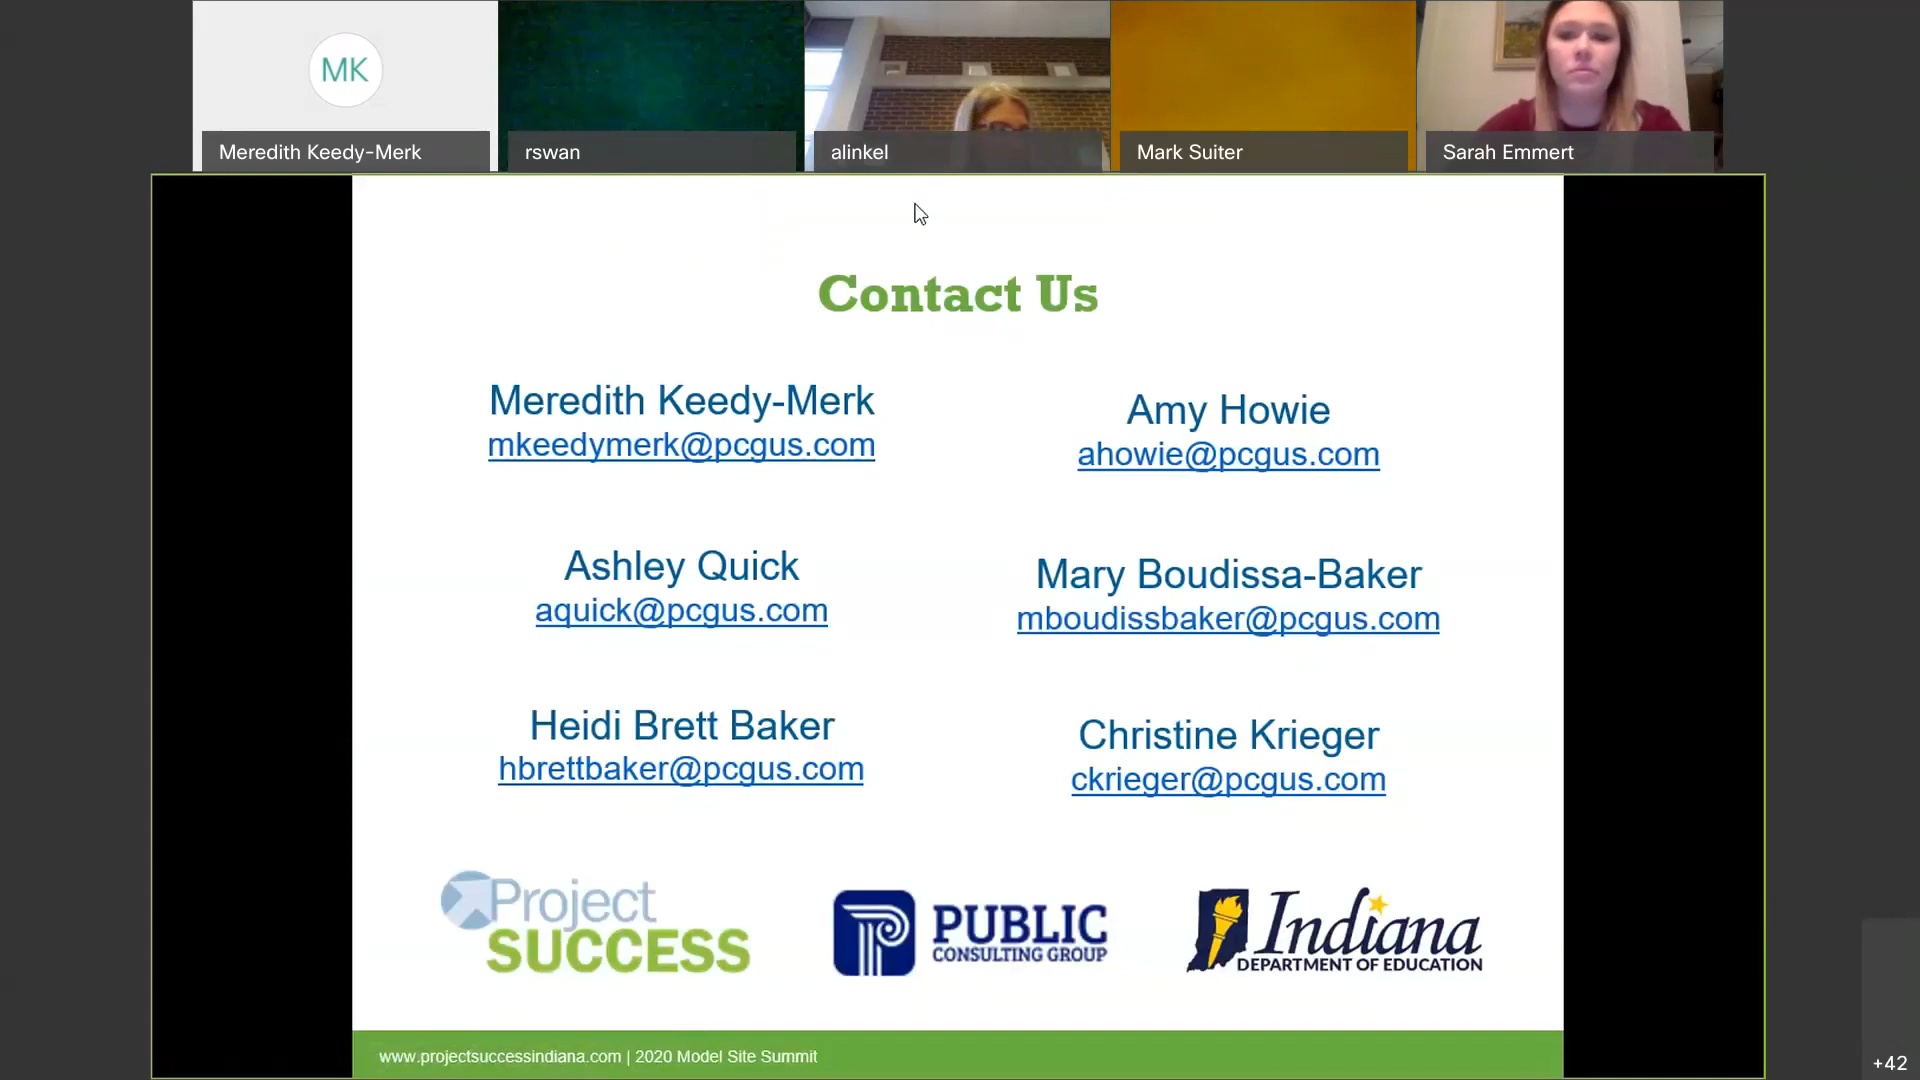 MK
Meredith Keedy-Merk
rswan
alinkel
Mark Suiter
Sarah Emmert
Contact Us
Meredith Keedy-Merk
mkeedymerk@pcgus.com
Amy Howie
ahowie@pcgus.com
Ashley Quick
aquick@pcgus.com
Mary Boudissa-Baker
mboudissbaker@pcgus.com
Heidi Brett Baker
hbrettbaker@pcgus.com
Christine Krieger
ckrieger@pcgus.com
Project
SUCCESS
PUBLIC
CONSULTING GROUP
Indiana
DEPARTMENT OF EDUCATION
www.projectsuccessindiana.com | 2020 Model Site Summit
+42